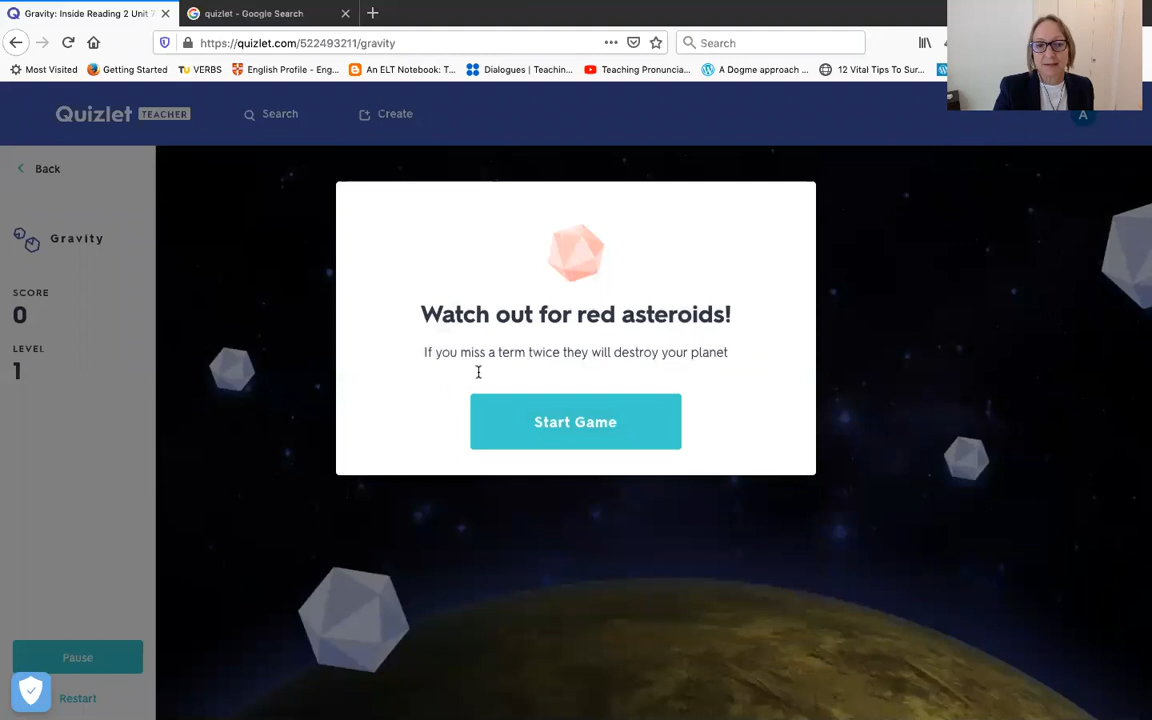 Gravity: Inside Reading 2 Unit
quizlet - Google Search
https://quizlet.com/522493211/gravity
Search
Most Visited
Getting Started
TU VERBS
English Profile - Eng...
An ELT Notebook: T...
Dialogues | Teachin...
Teaching Pronuncia...
A Dogme approach ...
12 Vital Tips To Sur...
Quizlet TEACHER
Search
Create
A
Back
Gravity
SCORE
0
LEVEL
1
Watch out for red asteroids!
If you miss a term twice they will destroy your planet
Start Game
Pause
Restart